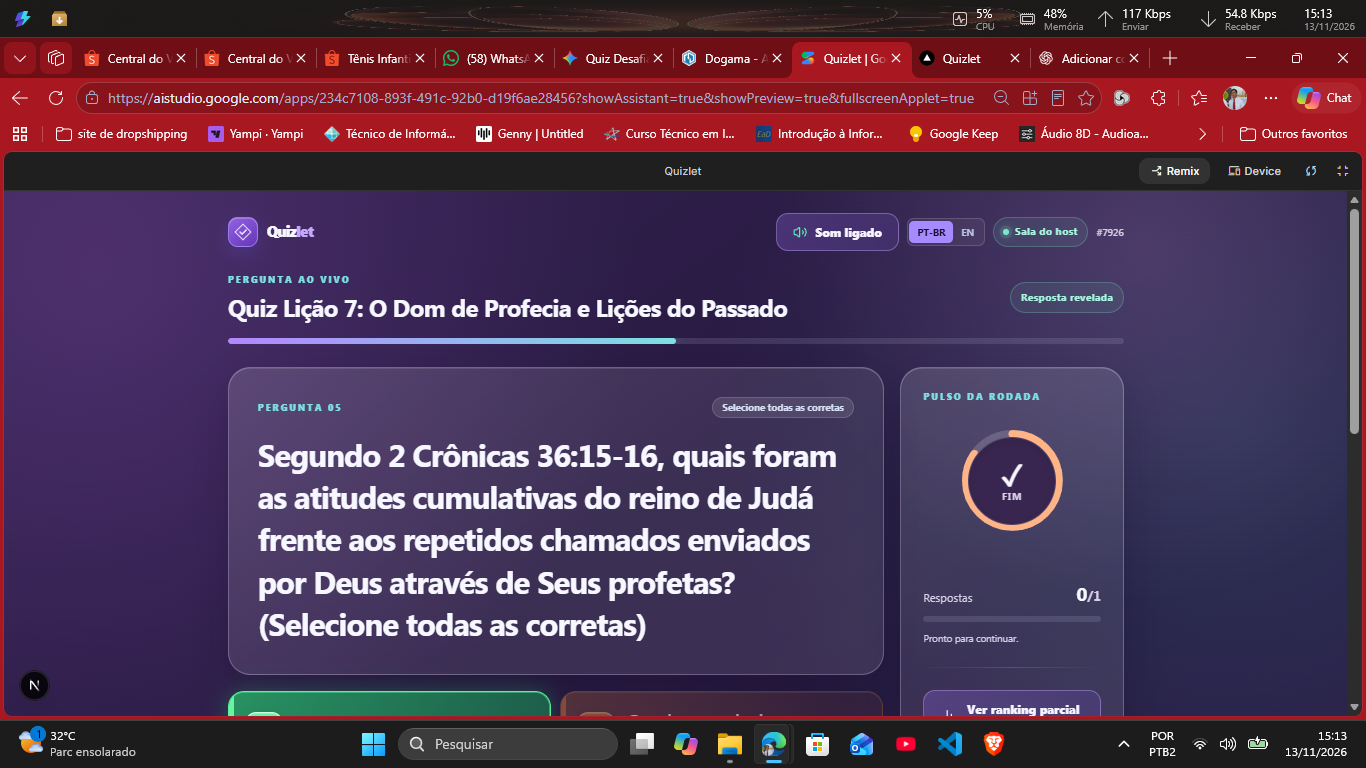 5%
CPU
48%
Memória
117 Kbps
Enviar
54.8 Kbps
Receber
15:13
13/11/2026
Central do V
Central do V
Tênis Infanti
(58) WhatsA
Quiz Desafi
Dogama - A
Quizlet | Go
Quizlet
Adicionar co
https://aistudio.google.com/apps/234c7108-893f-491c-92b0-d19f6ae28456?showAssistant=true&showPreview=true&fullscreenApplet=true
Chat
site de dropshipping
Yampi · Yampi
Técnico de Informá...
Genny | Untitled
Curso Técnico em I...
EaD
Introdução à Infor...
Google Keep
Áudio 8D - Audioa...
Outros favoritos
Quizlet
Remix
Device
Quizlet
Som ligado
PT-BR
EN
Sala do host
#7926
PERGUNTA AO VIVO
Quiz Lição 7: O Dom de Profecia e Lições do Passado
Resposta revelada
PERGUNTA 05
Selecione todas as corretas
Segundo 2 Crônicas 36:15-16, quais foram
as atitudes cumulativas do reino de Judá
frente aos repetidos chamados enviados
por Deus através de Seus profetas?
(Selecione todas as corretas)
PULSO DA RODADA
FIM
Respostas
0/1
Pronto para continuar.
Ver ranking parcial
N
1
32°C
Parc ensolarado
Pesquisar
POR
PTB2
15:13
13/11/2026